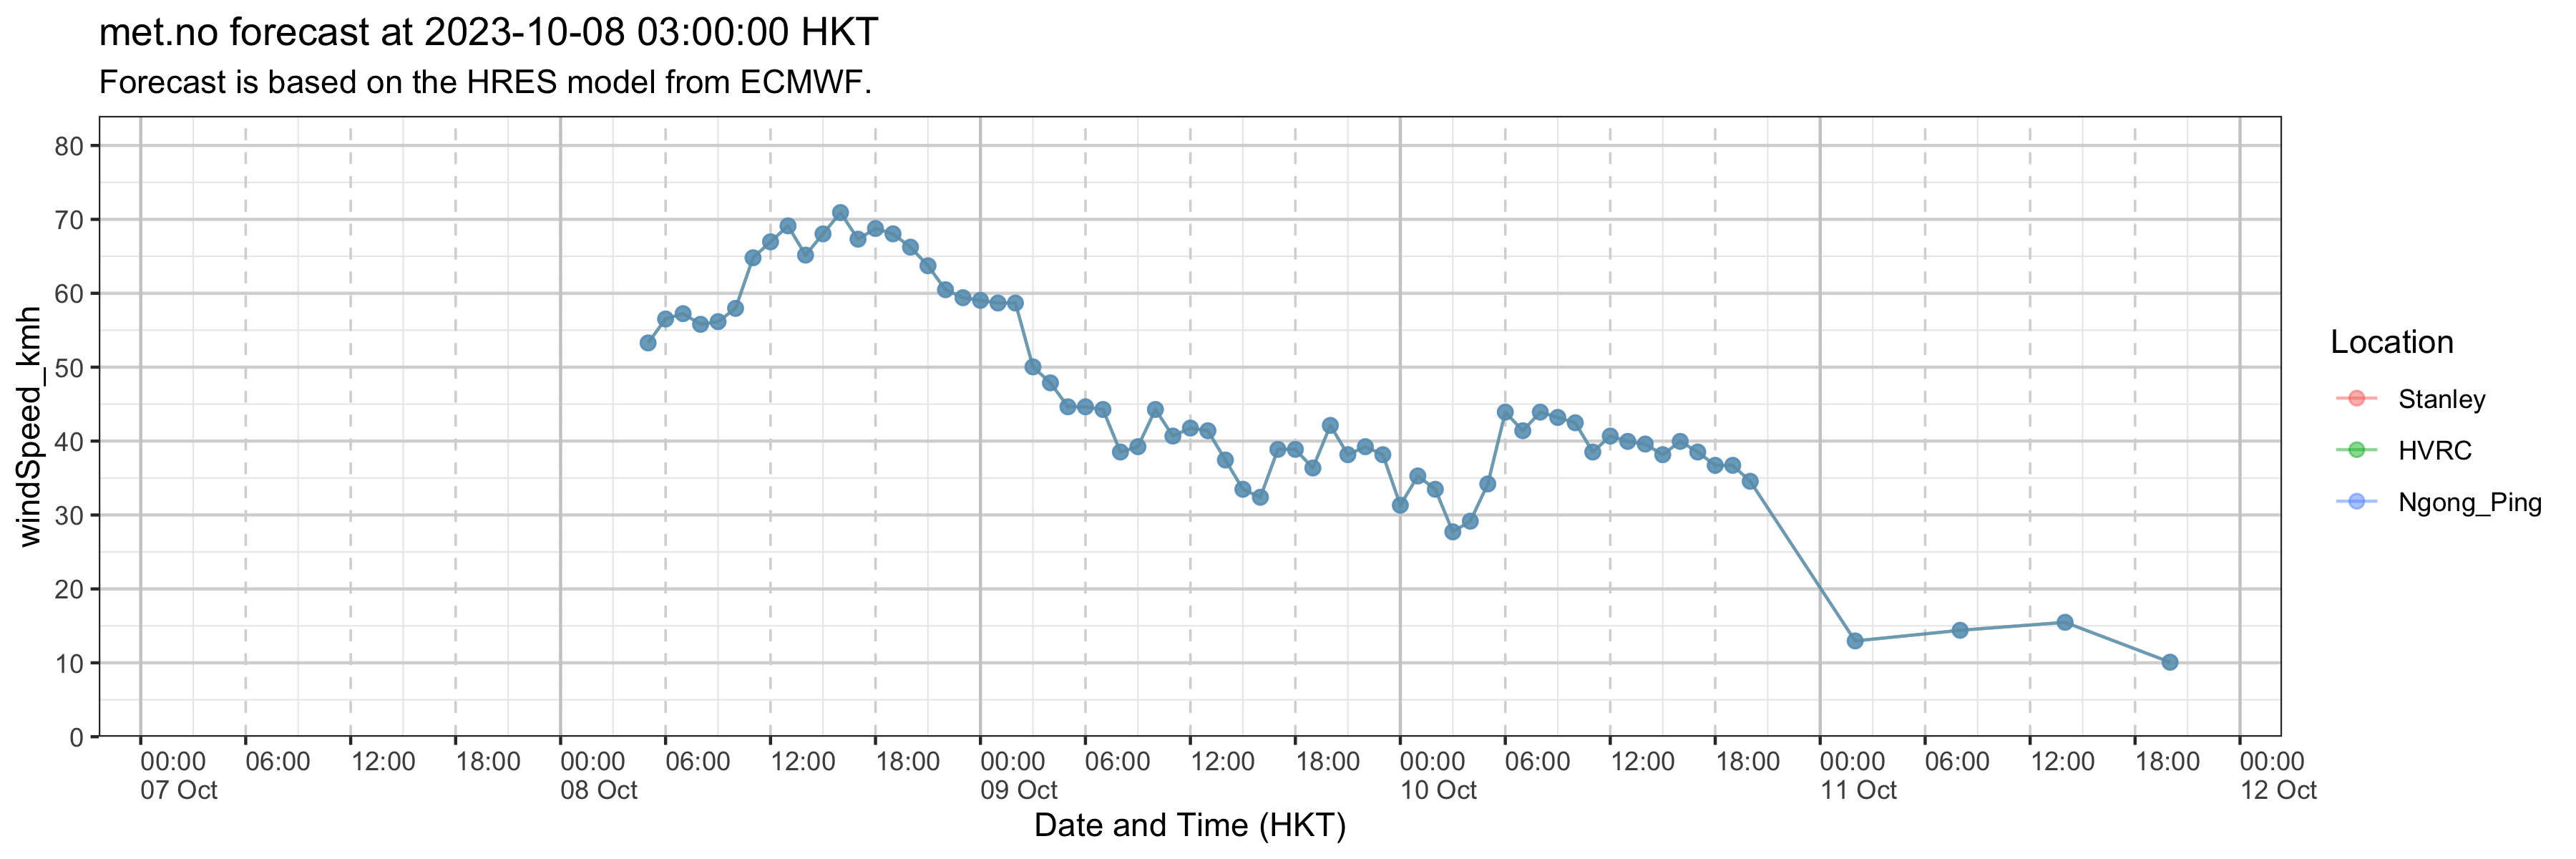 met.no forecast at 2023-10-08 03:00:00 HKT
Forecast is based on the HRES model from ECMWF.
80
70
60
50
40
30
20
10
0
windSpeed_kmh
00:00 06:00 12:00 18:00 00:00 06:00 12:00 18:00 00:00 06:00 12:00 18:00 00:00 06:00 12:00 18:00 00:00 06:00 12:00 18:00 00:00
07 Oct 08 Oct 09 Oct 10 Oct 11 Oct 12 Oct
Date and Time (HKT)
Location
Stanley
HVRC
Ngong_Ping